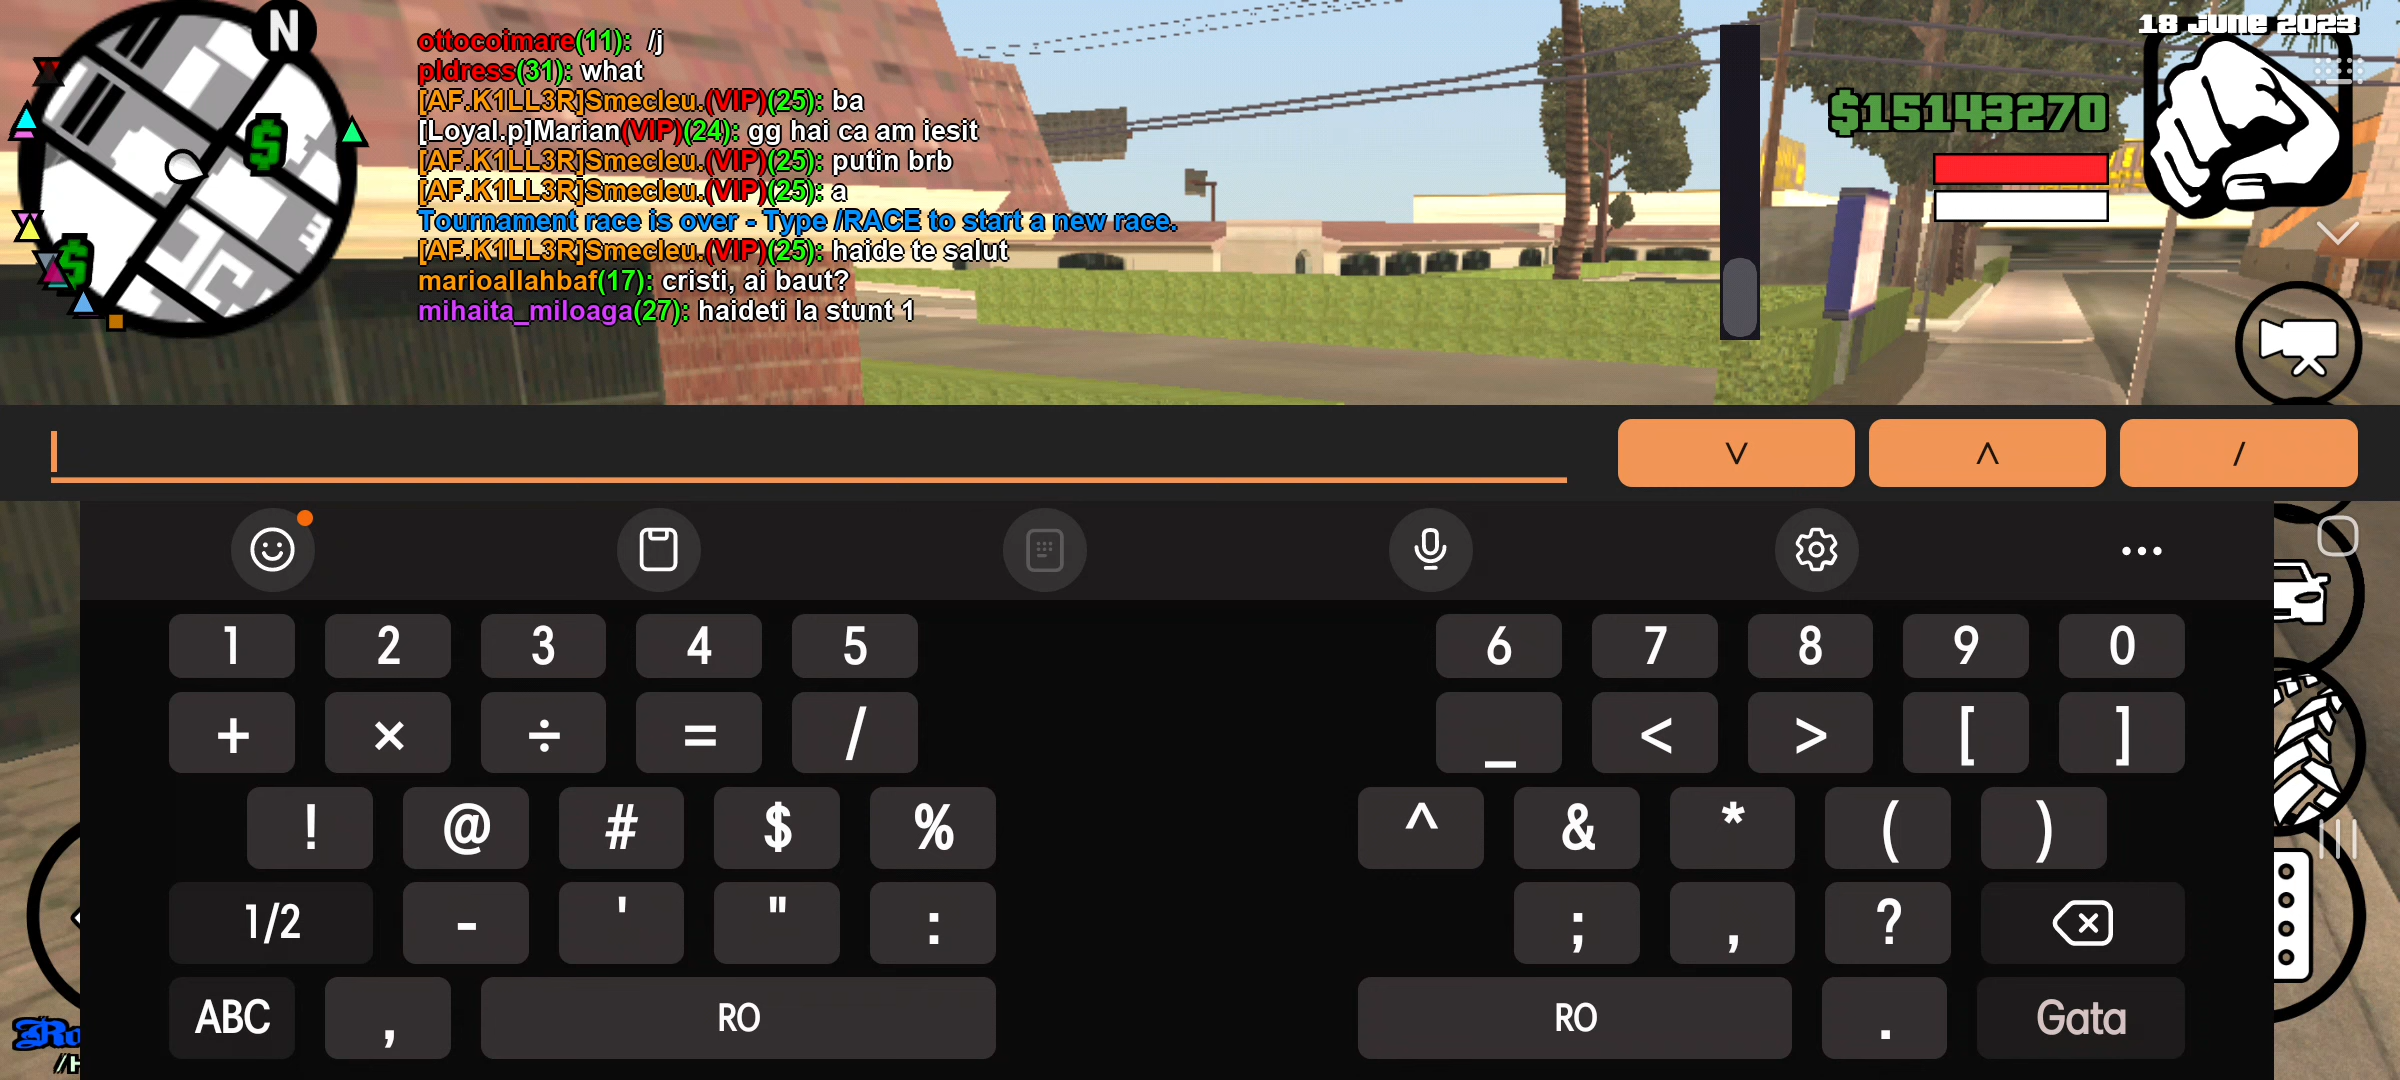 N
18 June 2023
ottocoimare(11): /j
pldress(31): what
[AF.K1LL3R]Smecleu.(VIP)(25): ba
[Loyal.p]Marian(VIP)(24): gg hai ca am iesit
[AF.K1LL3R]Smecleu.(VIP)(25): putin brb
[AF.K1LL3R]Smecleu.(VIP)(25): a
Tournament race is over - Type /RACE to start a new race.
[AF.K1LL3R]Smecleu.(VIP)(25): haide te salut
marioallahbaf(17): cristi, ai baut?
mihaita_miloaga(27): haideti la stunt 1
$15143270
V ^ /
1 2 3 4 5 6 7 8 9 0
+ × ÷ = / _ < > [ ]
! @ # $ % ^ & * ( )
1/2 - ' " : ; , ?
ABC , RO RO . Gata
Ro
/H